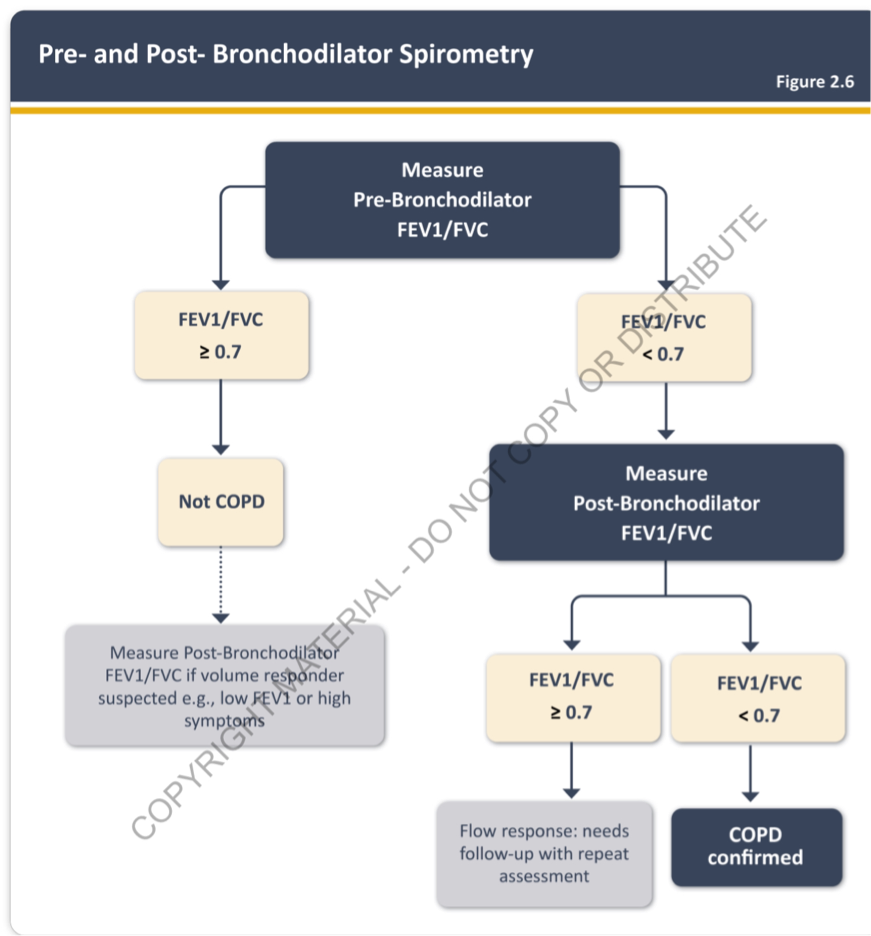 Pre- and Post- Bronchodilator Spirometry
Figure 2.6
Measure
Pre-Bronchodilator
FEV1/FVC
FEV1/FVC
≥ 0.7
FEV1/FVC
< 0.7
Not COPD
Measure
Post-Bronchodilator
FEV1/FVC
Measure Post-Bronchodilator
FEV1/FVC if volume responder
suspected e.g., low FEV1 or high
symptoms
FEV1/FVC
≥ 0.7
FEV1/FVC
< 0.7
Flow response: needs
follow-up with repeat
assessment
COPD
confirmed
COPYRIGHT MATERIAL - DO NOT COPY OR DISTRIBUTE